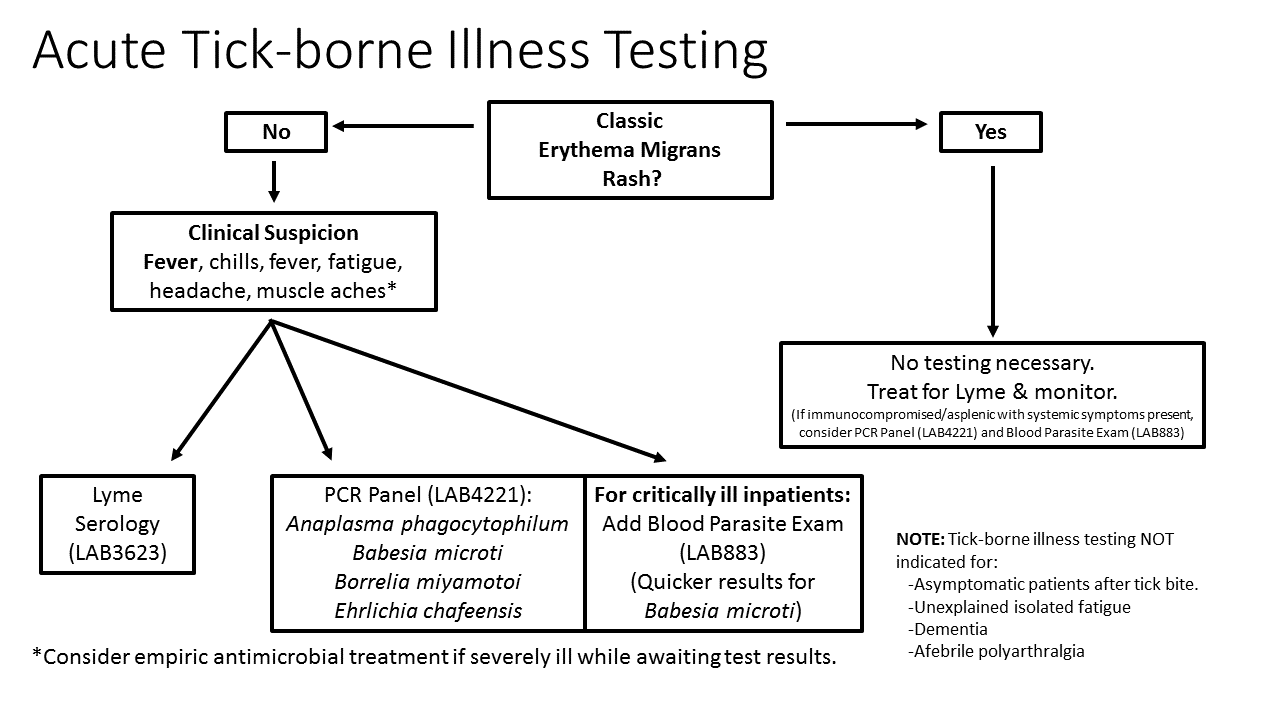 Acute Tick-borne Illness Testing
No
Classic
Erythema Migrans
Rash?
Yes
Clinical Suspicion
Fever, chills, fever, fatigue,
headache, muscle aches*
No testing necessary.
Treat for Lyme & monitor.
(If immunocompromised/asplenic with systemic symptoms present,
consider PCR Panel (LAB4221) and Blood Parasite Exam (LAB883)
Lyme
Serology
(LAB3623)
PCR Panel (LAB4221):
Anaplasma phagocytophilum
Babesia microti
Borrelia miyamotoi
Ehrlichia chafeensis
For critically ill inpatients:
Add Blood Parasite Exam
(LAB883)
(Quicker results for
Babesia microti)
NOTE: Tick-borne illness testing NOT
indicated for:
-Asymptomatic patients after tick bite.
-Unexplained isolated fatigue
-Dementia
-Afebrile polyarthralgia
*Consider empiric antimicrobial treatment if severely ill while awaiting test results.